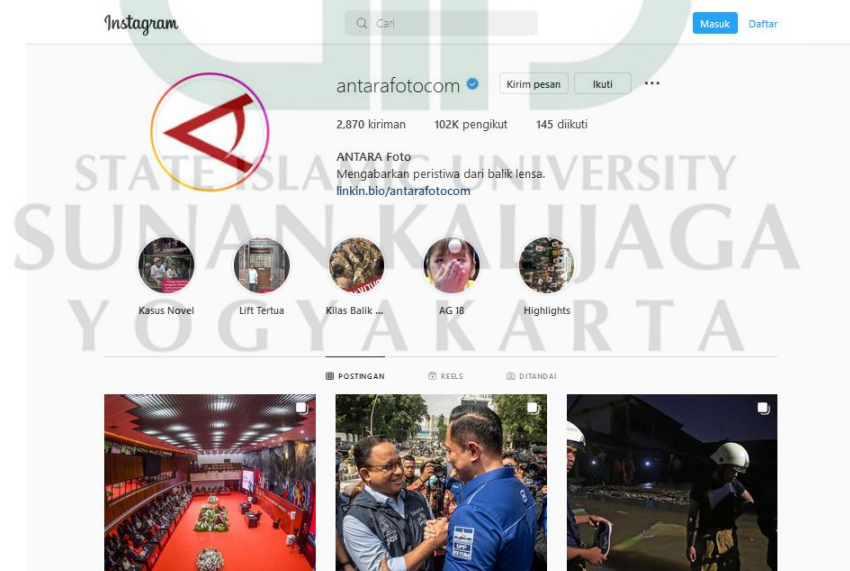 Instagram
Cari
Masuk
Daftar
antarafotocom
Kirim pesan
Ikuti
2,870 kiriman
102K pengikut
145 diikuti
ANTARA Foto
Mengabarkan peristiwa dari balik lensa.
linkin.bio/antarafotocom
STATE ISLAMIC UNIVERSITY
SUNAN KALIJAGA
Kasus Novel
Lift Tertua
Kilas Balik ...
AG 18
Highlights
YOGYAKARTA
POSTINGAN
REELS
DITANDAI